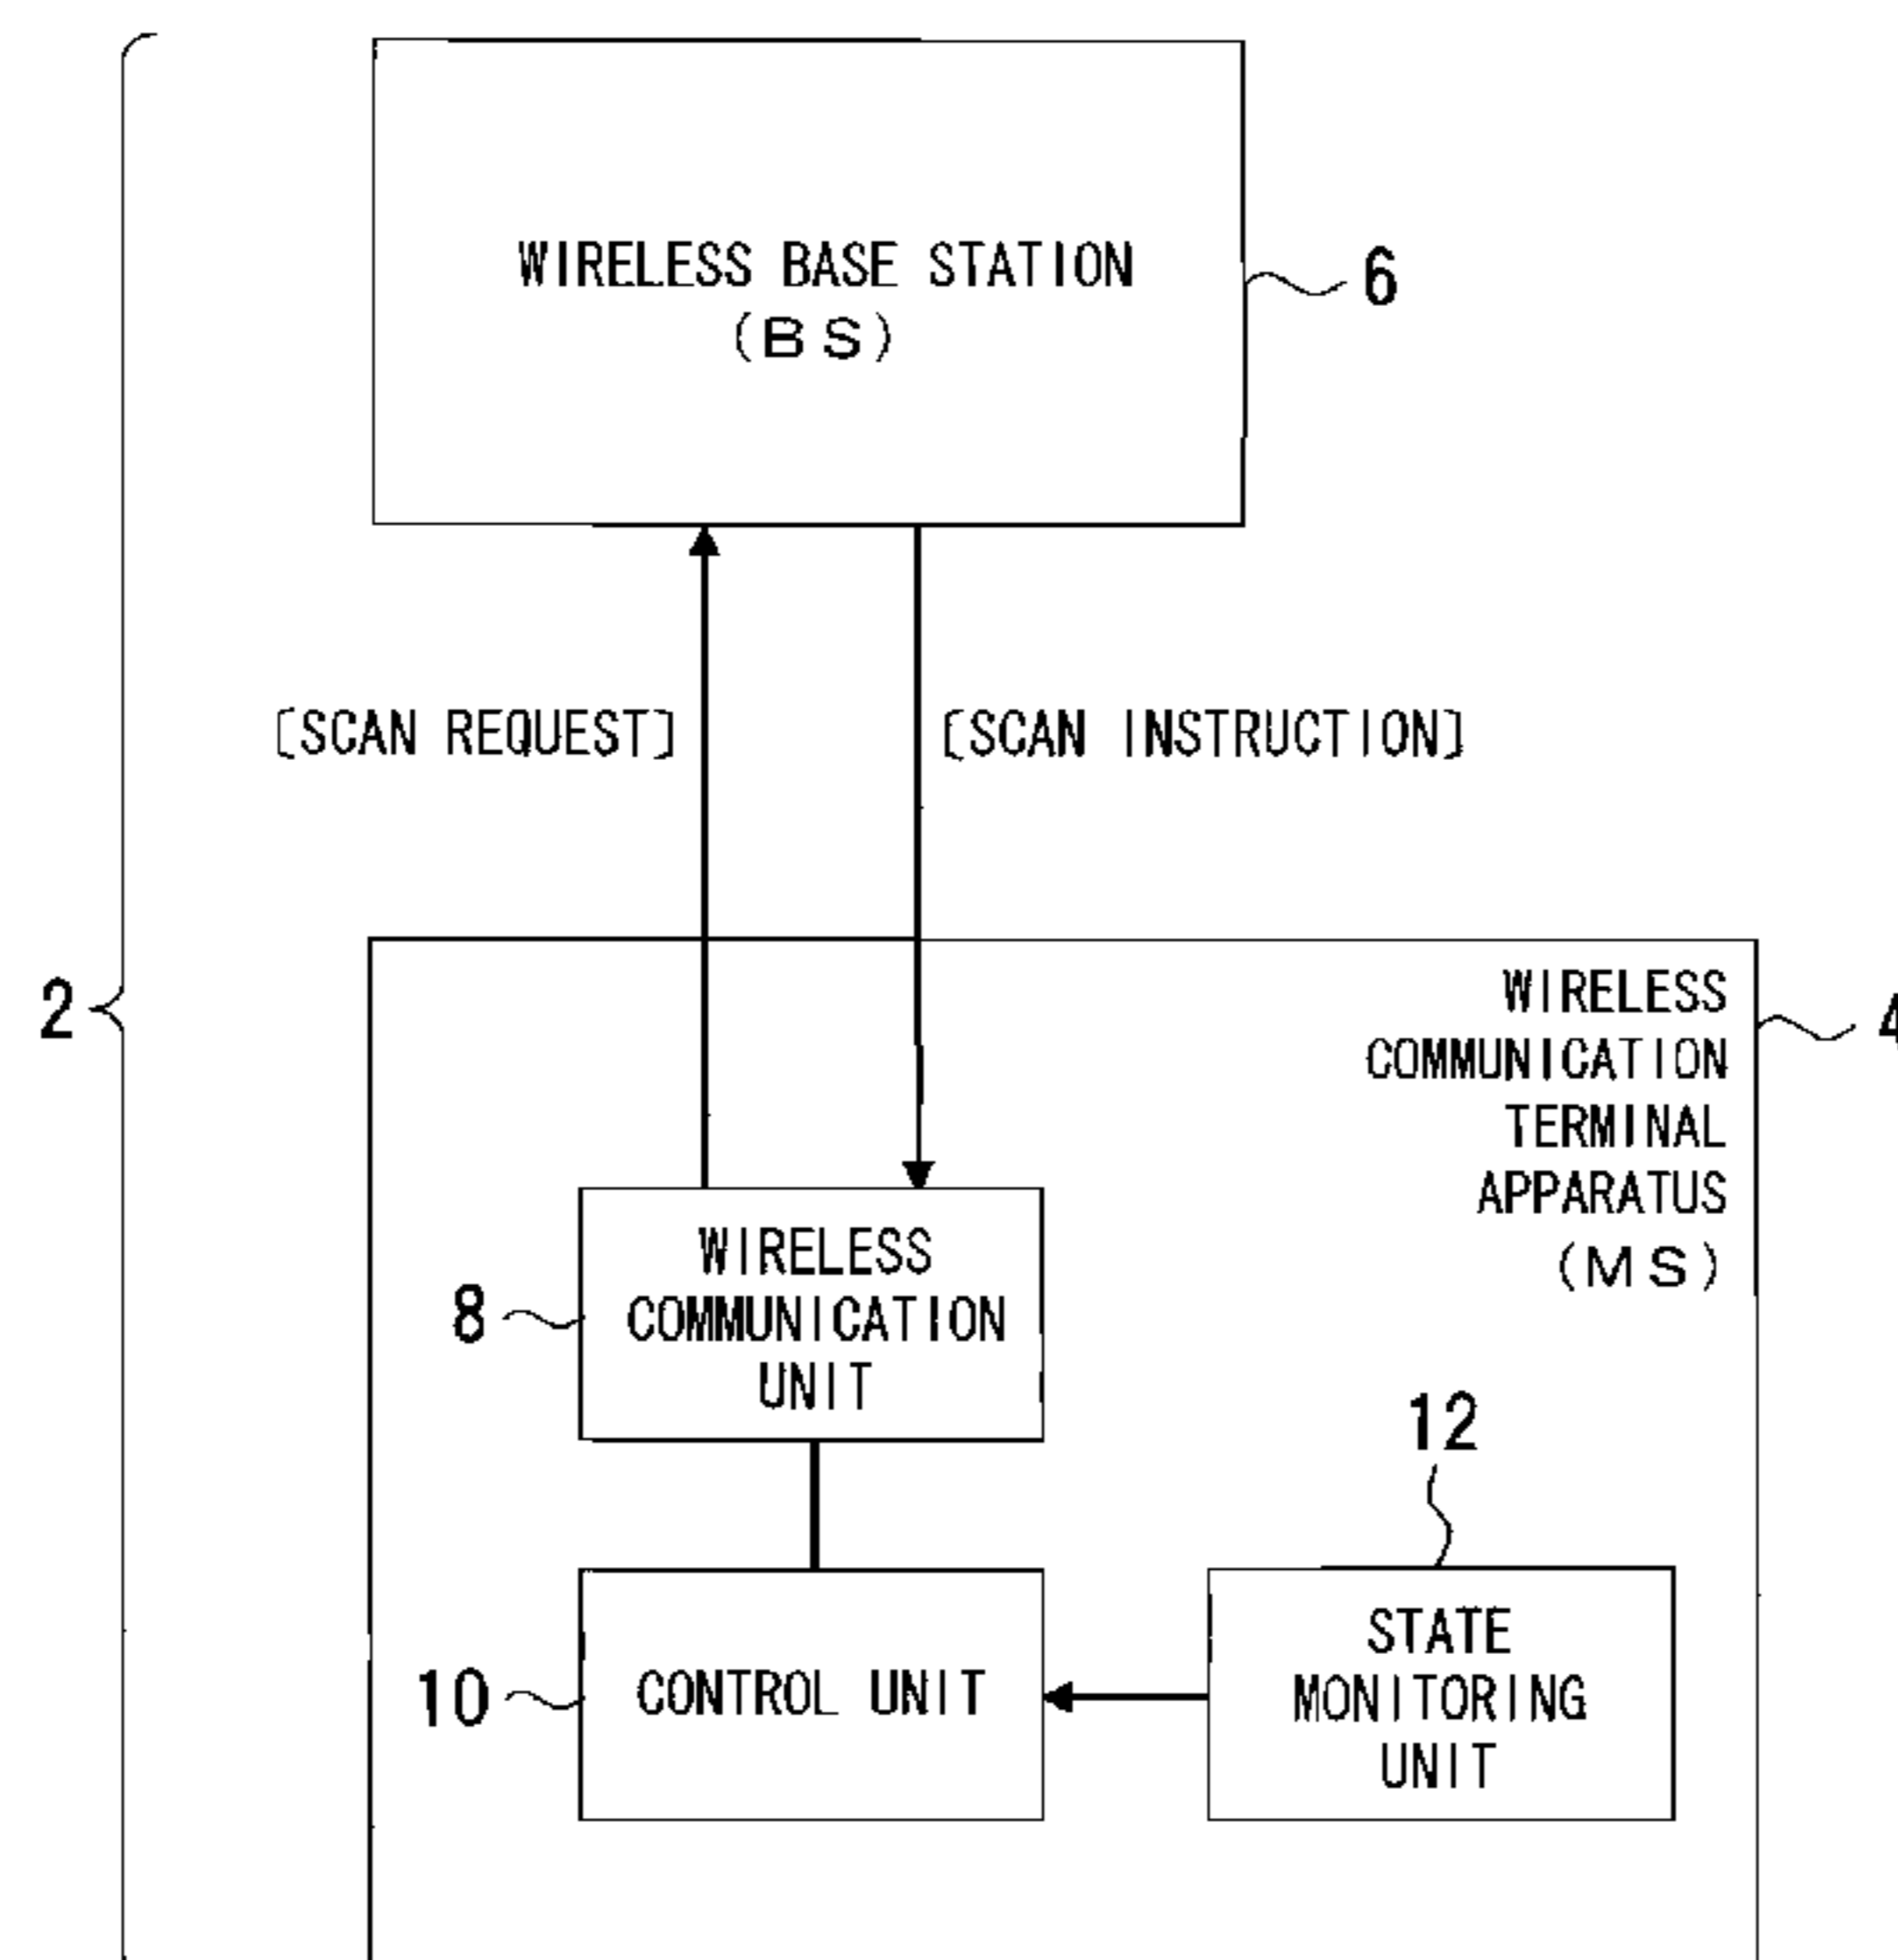 WIRELESS BASE STATION
(BS)
6
[SCAN REQUEST]
[SCAN INSTRUCTION]
2
WIRELESS
COMMUNICATION
TERMINAL
APPARATUS
(MS)
4
WIRELESS
COMMUNICATION
UNIT
8
12
CONTROL UNIT
10
STATE
MONITORING
UNIT